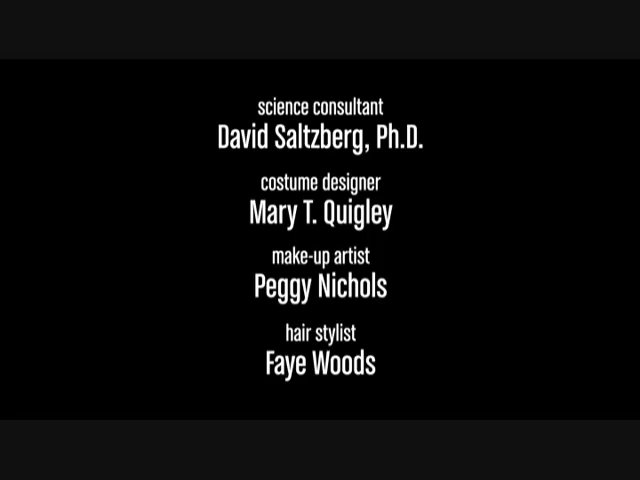 science consultant
David Saltzberg, Ph.D.
costume designer
Mary T. Quigley
make-up artist
Peggy Nichols
hair stylist
Faye Woods